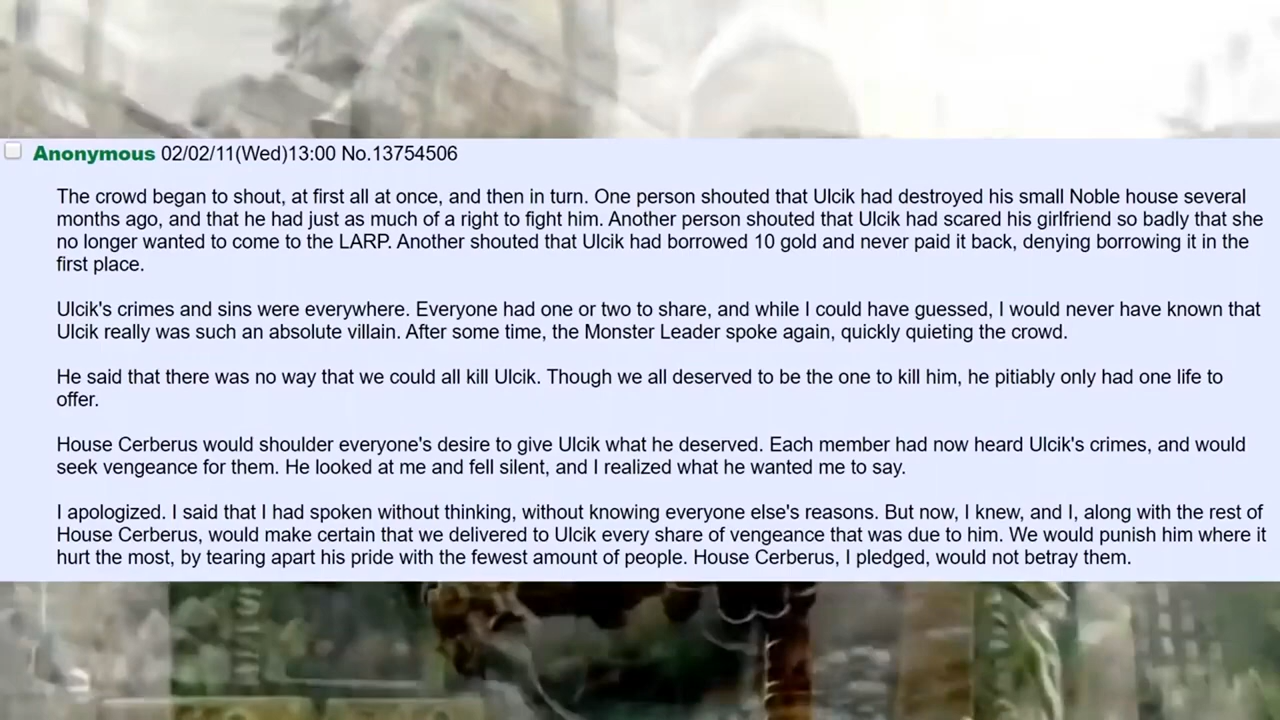 Anonymous 02/02/11(Wed)13:00 No.13754506
The crowd began to shout, at first all at once, and then in turn. One person shouted that Ulcik had destroyed his small Noble house several
months ago, and that he had just as much of a right to fight him. Another person shouted that Ulcik had scared his girlfriend so badly that she
no longer wanted to come to the LARP. Another shouted that Ulcik had borrowed 10 gold and never paid it back, denying borrowing it in the
first place.
Ulcik's crimes and sins were everywhere. Everyone had one or two to share, and while I could have guessed, I would never have known that
Ulcik really was such an absolute villain. After some time, the Monster Leader spoke again, quickly quieting the crowd.
He said that there was no way that we could all kill Ulcik. Though we all deserved to be the one to kill him, he pitiably only had one life to
offer.
House Cerberus would shoulder everyone's desire to give Ulcik what he deserved. Each member had now heard Ulcik's crimes, and would
seek vengeance for them. He looked at me and fell silent, and I realized what he wanted me to say.
I apologized. I said that I had spoken without thinking, without knowing everyone else's reasons. But now, I knew, and I, along with the rest of
House Cerberus, would make certain that we delivered to Ulcik every share of vengeance that was due to him. We would punish him where it
hurt the most, by tearing apart his pride with the fewest amount of people. House Cerberus, I pledged, would not betray them.